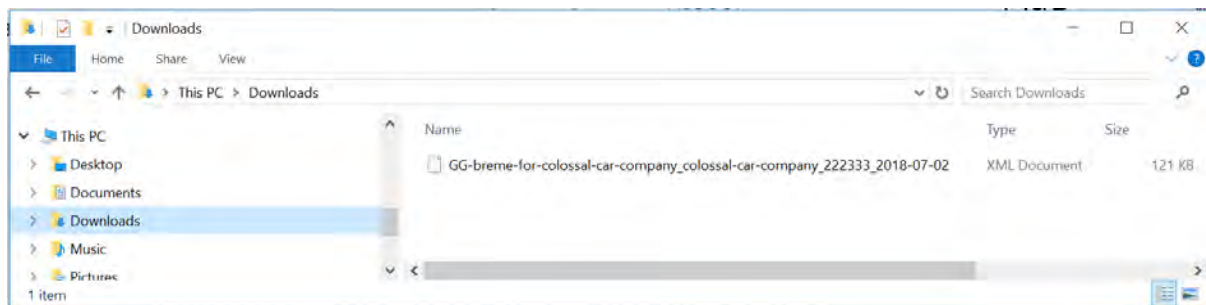 Downloads
File Home Share View
This PC > Downloads Search Downloads
This PC
Desktop
Documents
Downloads
Music
Pictures
Name Type Size
GG-breme-for-colossal-car-company_colossal-car-company_222333_2018-07-02 XML Document 121 KB
1 item